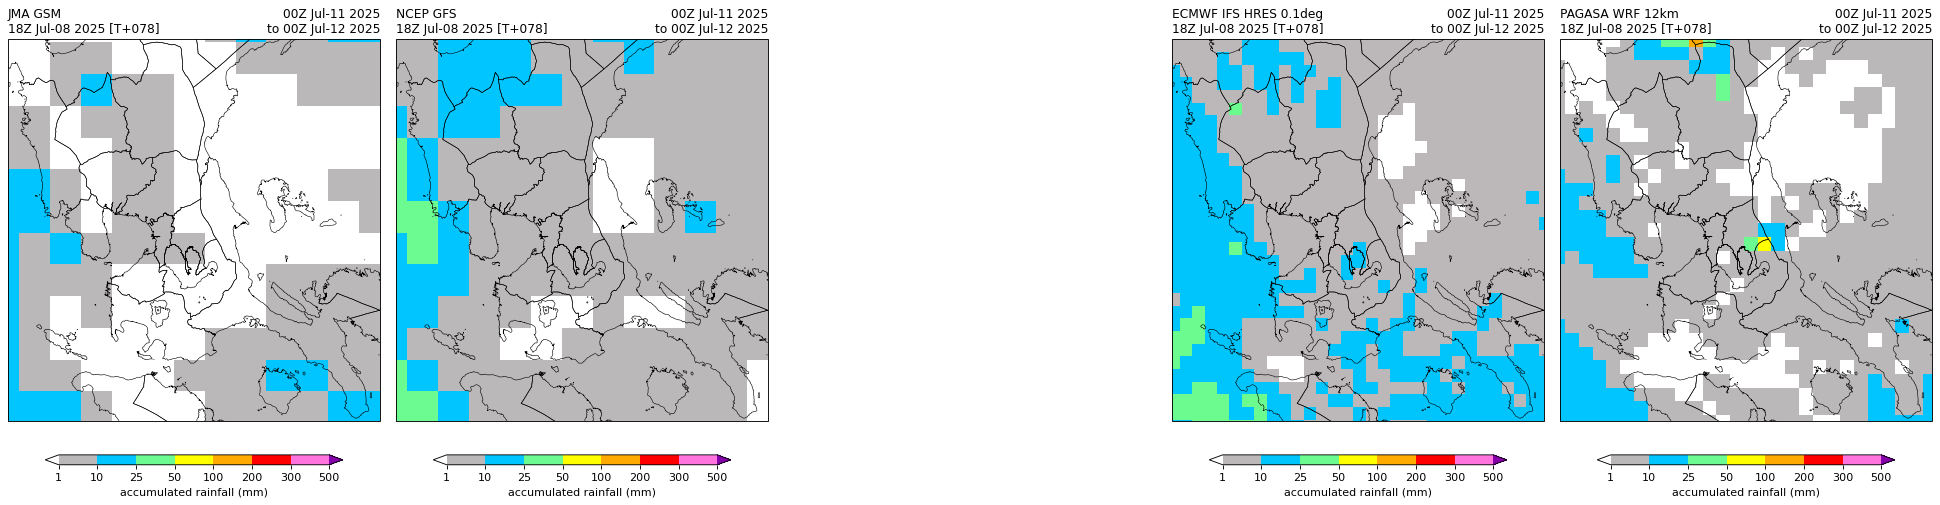 JMA GSM 00Z Jul-11 2025
18Z Jul-08 2025 [T+078] to 00Z Jul-12 2025
NCEP GFS 00Z Jul-11 2025
18Z Jul-08 2025 [T+078] to 00Z Jul-12 2025
ECMWF IFS HRES 0.1deg 00Z Jul-11 2025
18Z Jul-08 2025 [T+078] to 00Z Jul-12 2025
PAGASA WRF 12km 00Z Jul-11 2025
18Z Jul-08 2025 [T+078] to 00Z Jul-12 2025
1 10 25 50 100 200 300 500
accumulated rainfall (mm)
1 10 25 50 100 200 300 500
accumulated rainfall (mm)
1 10 25 50 100 200 300 500
accumulated rainfall (mm)
1 10 25 50 100 200 300 500
accumulated rainfall (mm)